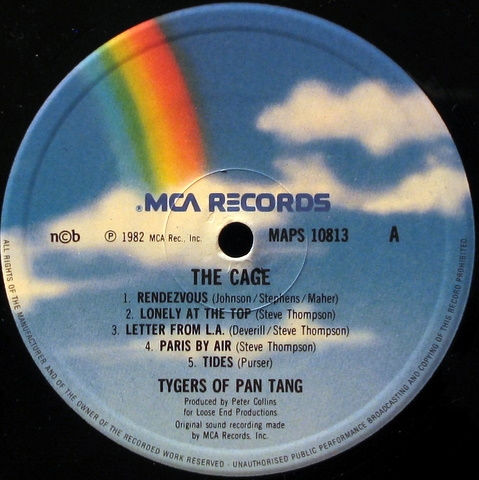 ®MCA RECORDS
n©b ℗ 1982 MCA Rec., Inc. MAPS 10813 A
THE CAGE
1. RENDEZVOUS (Johnson/Stephens/Maher)
2. LONELY AT THE TOP (Steve Thompson)
3. LETTER FROM L.A. (Deverill/Steve Thompson)
4. PARIS BY AIR (Steve Thompson)
5. TIDES (Purser)
TYGERS OF PAN TANG
Produced by Peter Collins
for Loose End Productions.
Original sound recording made
by MCA Records. Inc.
ALL RIGHTS OF THE MANUFACTURER AND OF THE OWNER OF THE RECORDED WORK RESERVED - UNAUTHORISED PUBLIC PERFORMANCE BROADCASTING AND COPYING OF THIS RECORD PROHIBITED